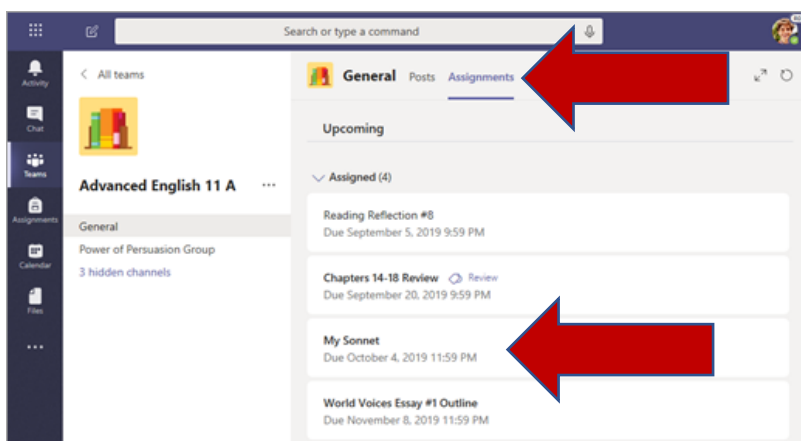 Search or type a command
Activity
Chat
Teams
Assignments
Calendar
Files
All teams
Advanced English 11 A
General
Power of Persuasion Group
3 hidden channels
General Posts Assignments
Upcoming
Assigned (4)
Reading Reflection #8
Due September 5, 2019 9:59 PM
Chapters 14-18 Review Review
Due September 20, 2019 9:59 PM
My Sonnet
Due October 4, 2019 11:59 PM
World Voices Essay #1 Outline
Due November 8, 2019 11:59 PM